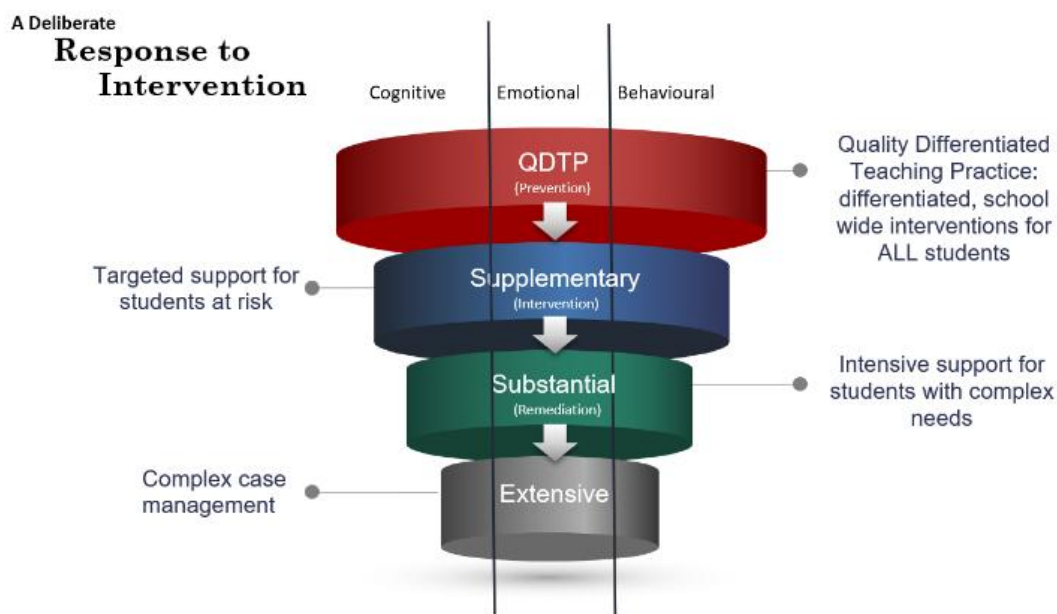 A Deliberate
Response to
Intervention
Cognitive
Emotional
Behavioural
QDTP
(Prevention)
Quality Differentiated
Teaching Practice:
differentiated, school
wide interventions for
ALL students
Supplementary
(Intervention)
Targeted support for
students at risk
Substantial
(Remediation)
Intensive support for
students with complex
needs
Extensive
Complex case
management